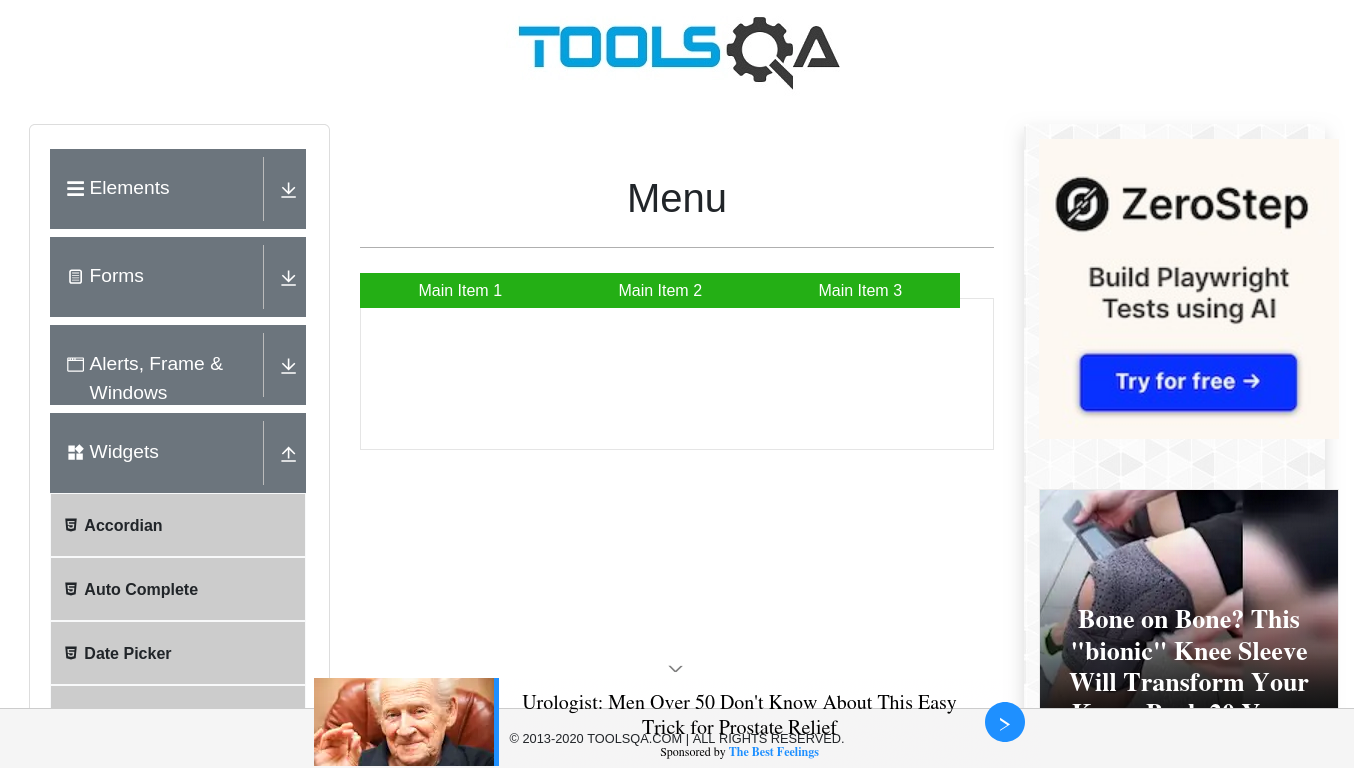 TOOLSQA
Elements
Forms
Alerts, Frame &
Windows
Widgets
Accordian
Auto Complete
Date Picker
Menu
Main Item 1
Main Item 2
Main Item 3
ZeroStep
Build Playwright
Tests using AI
Try for free →
Bone on Bone? This
"bionic" Knee Sleeve
Will Transform Your
Urologist: Men Over 50 Don't Know About This Easy
Trick for Prostate Relief
© 2013-2020 TOOLSQA.COM | ALL RIGHTS RESERVED.
Sponsored by The Best Feelings